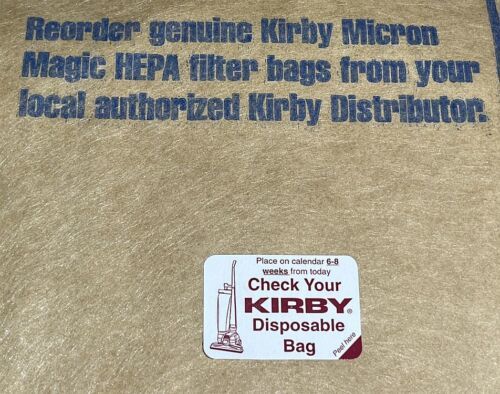 Reorder genuine Kirby Micron
Magic HEPA filter bags from your
local authorized Kirby Distributor.
Place on calendar 6-8
weeks from today
Check Your
KIRBY®
Disposable
Bag
Peel here